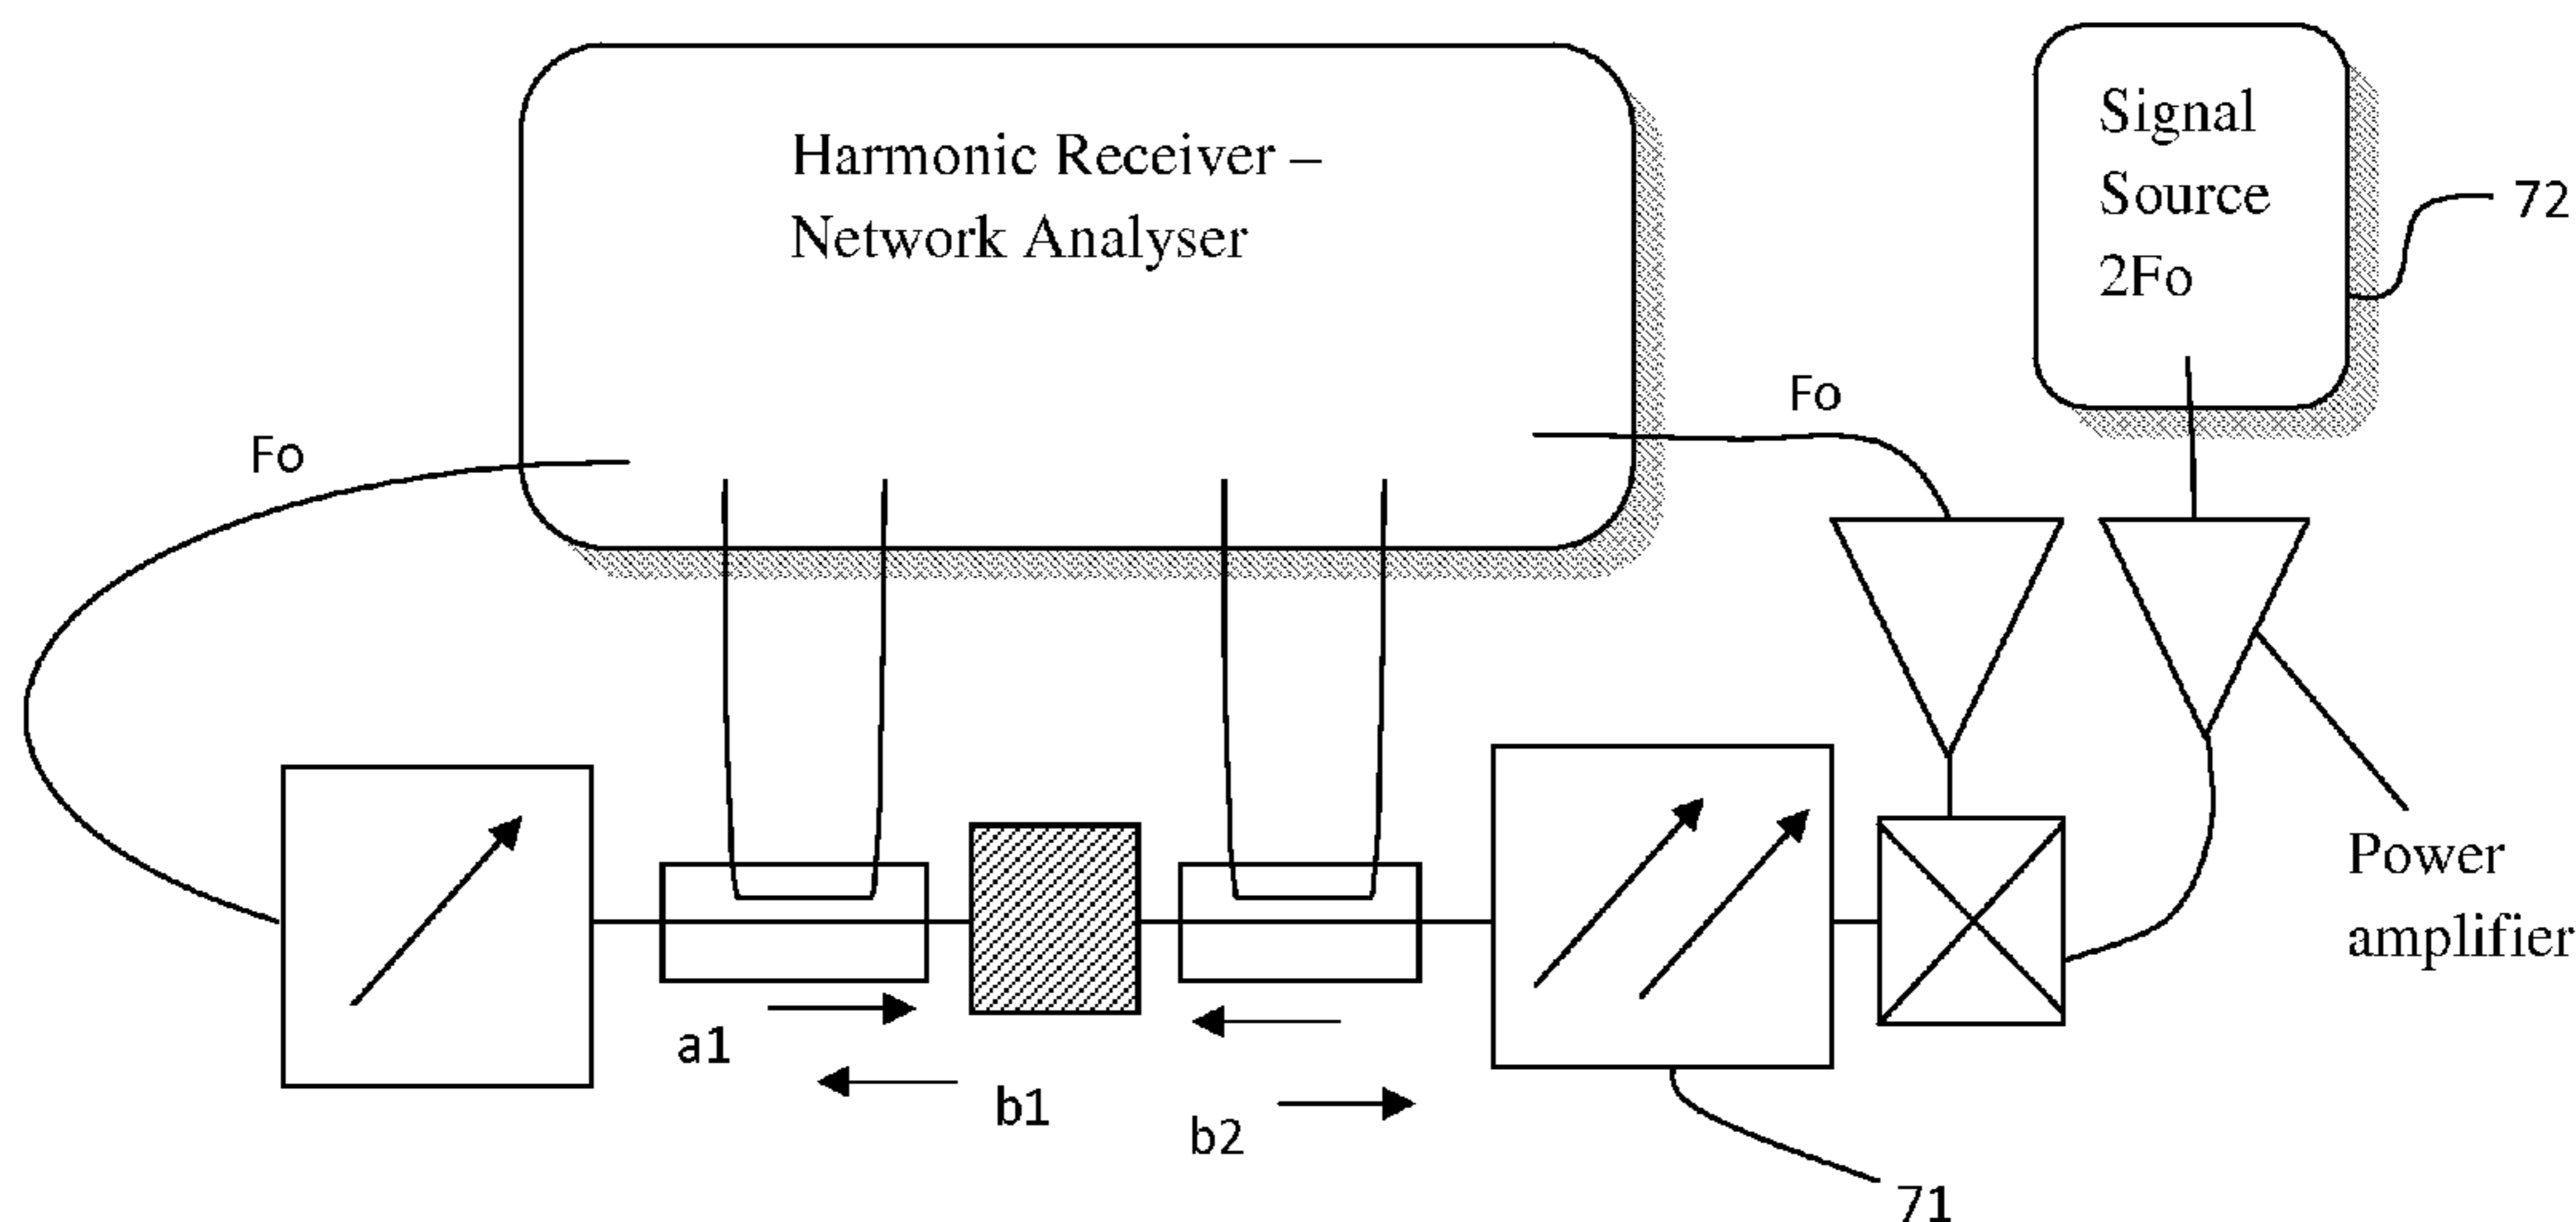 Harmonic Receiver –
Network Analyser
Signal
Source
2Fo
72
Fo
Fo
Power
amplifier
a1
b1
b2
71